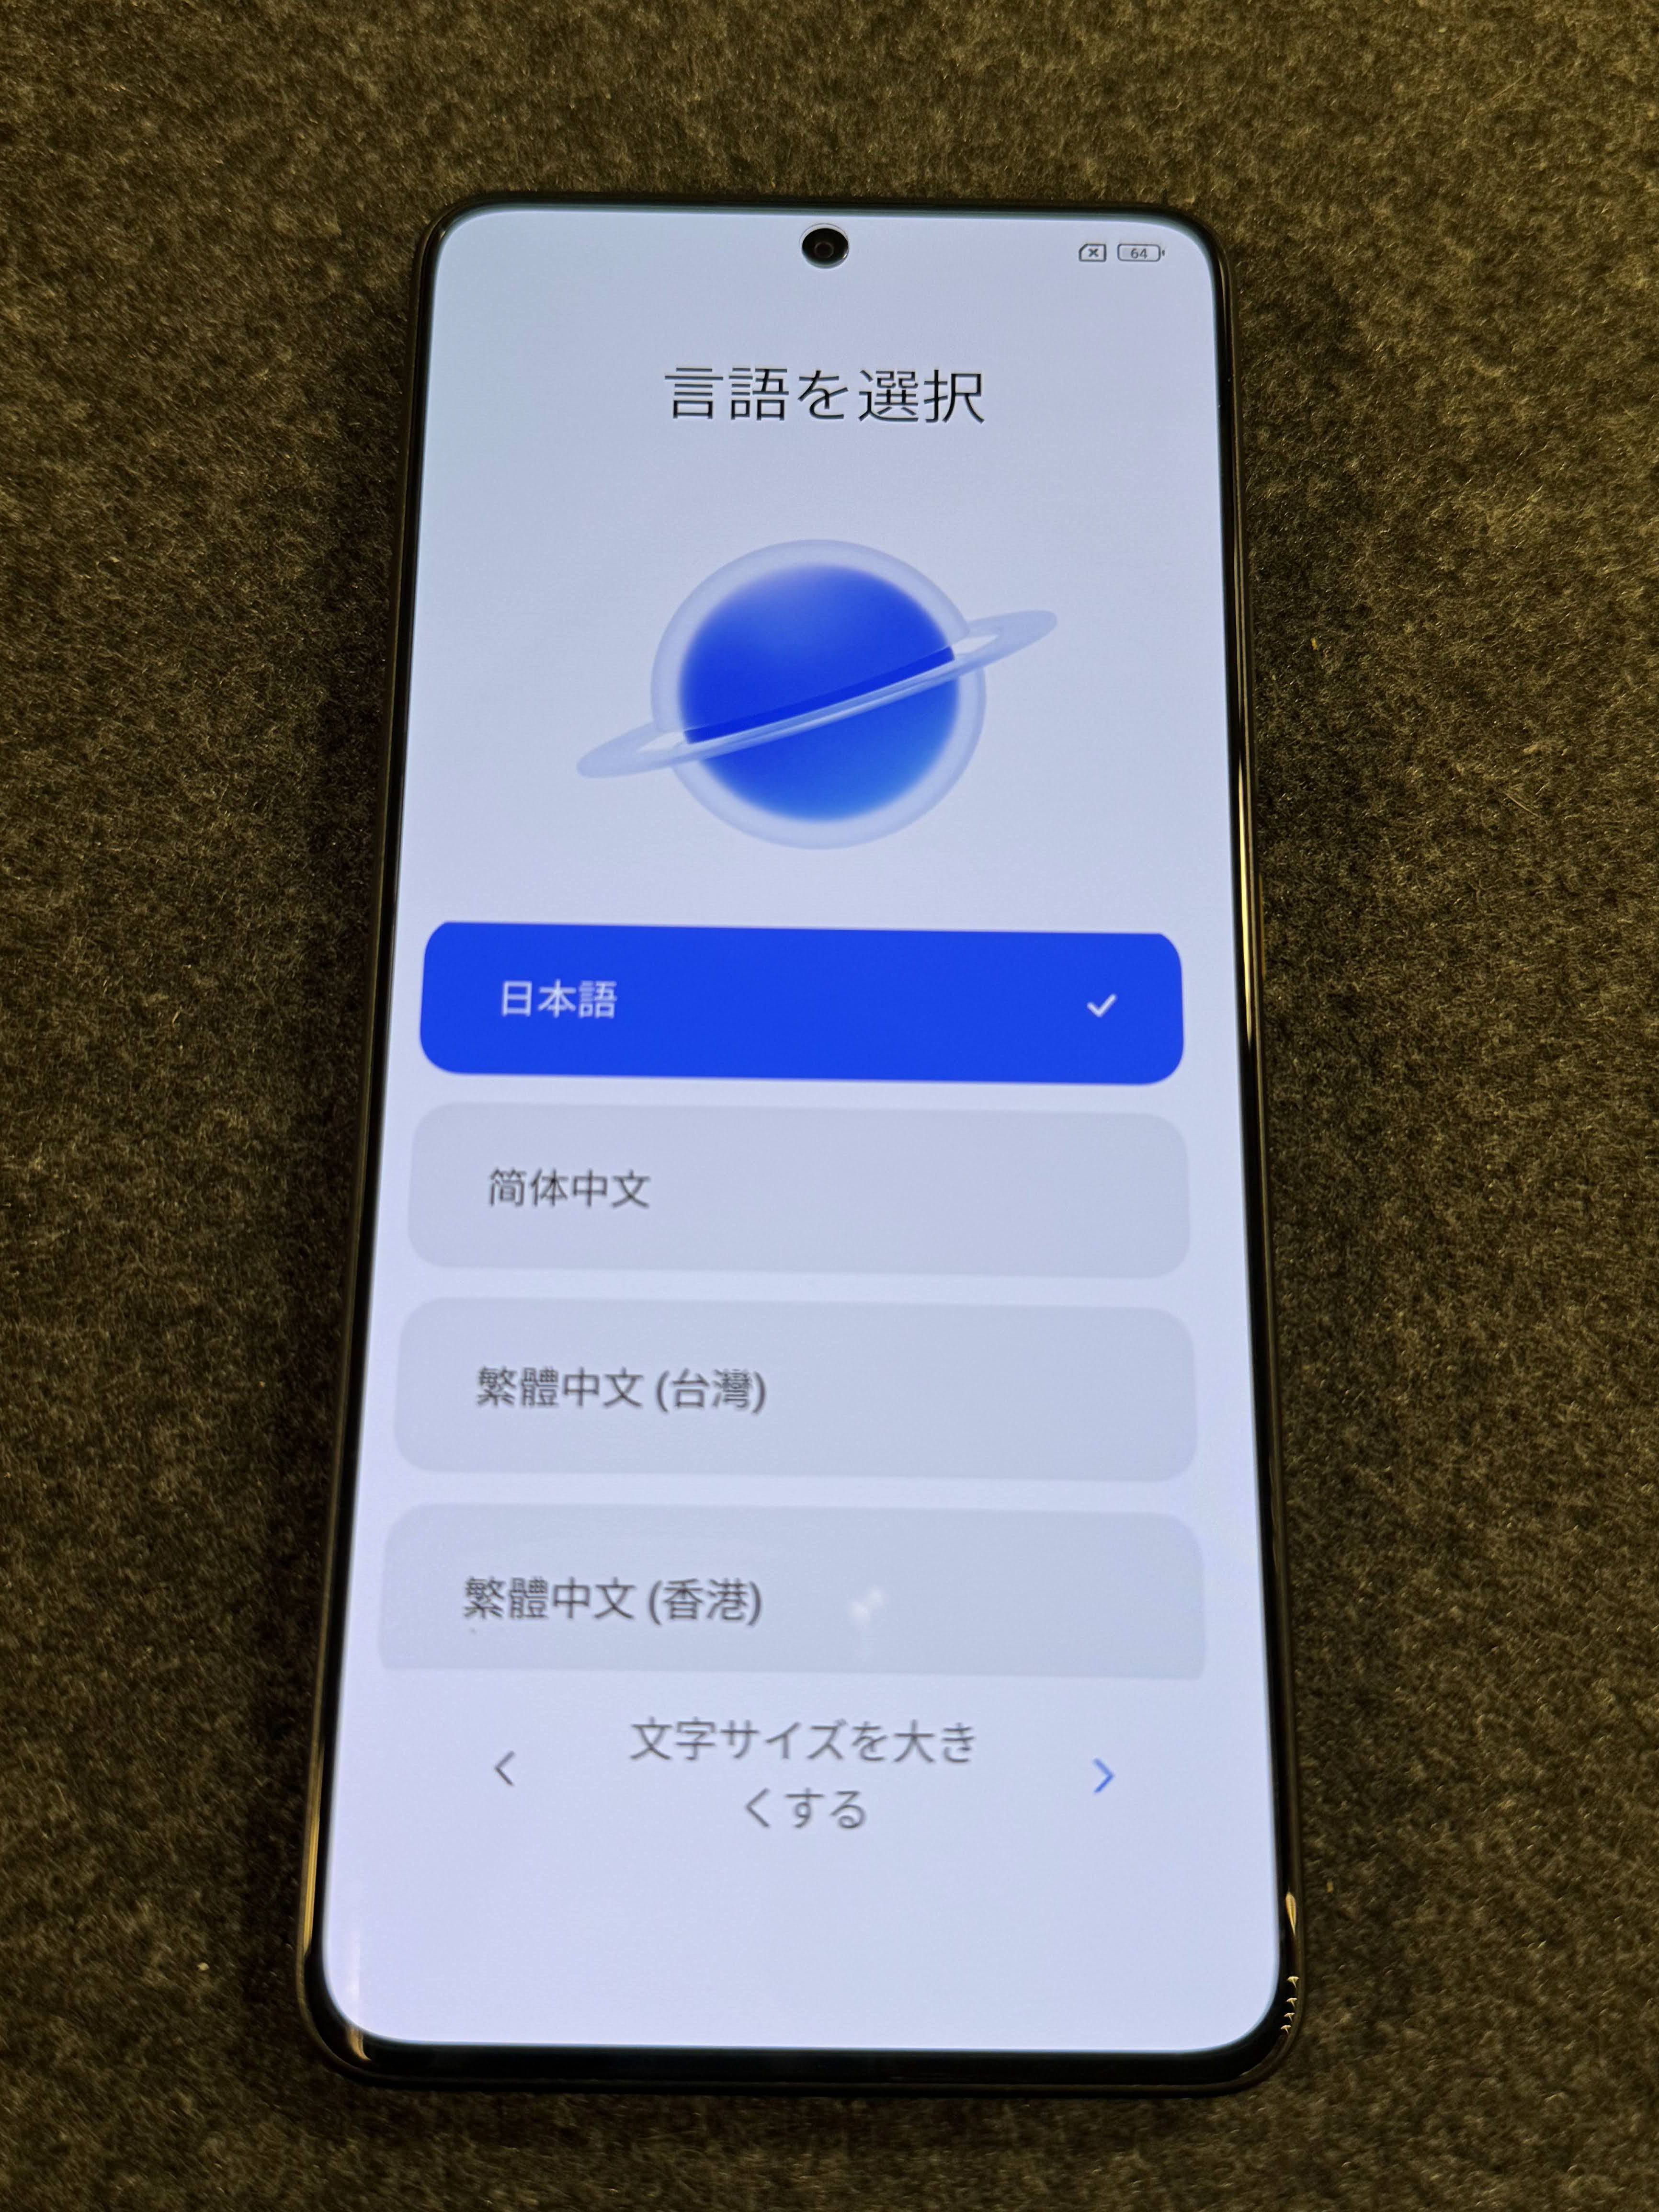 64
言語を選択
日本語
简体中文
繁體中文 (台灣)
繁體中文 (香港)
文字サイズを大き
くする